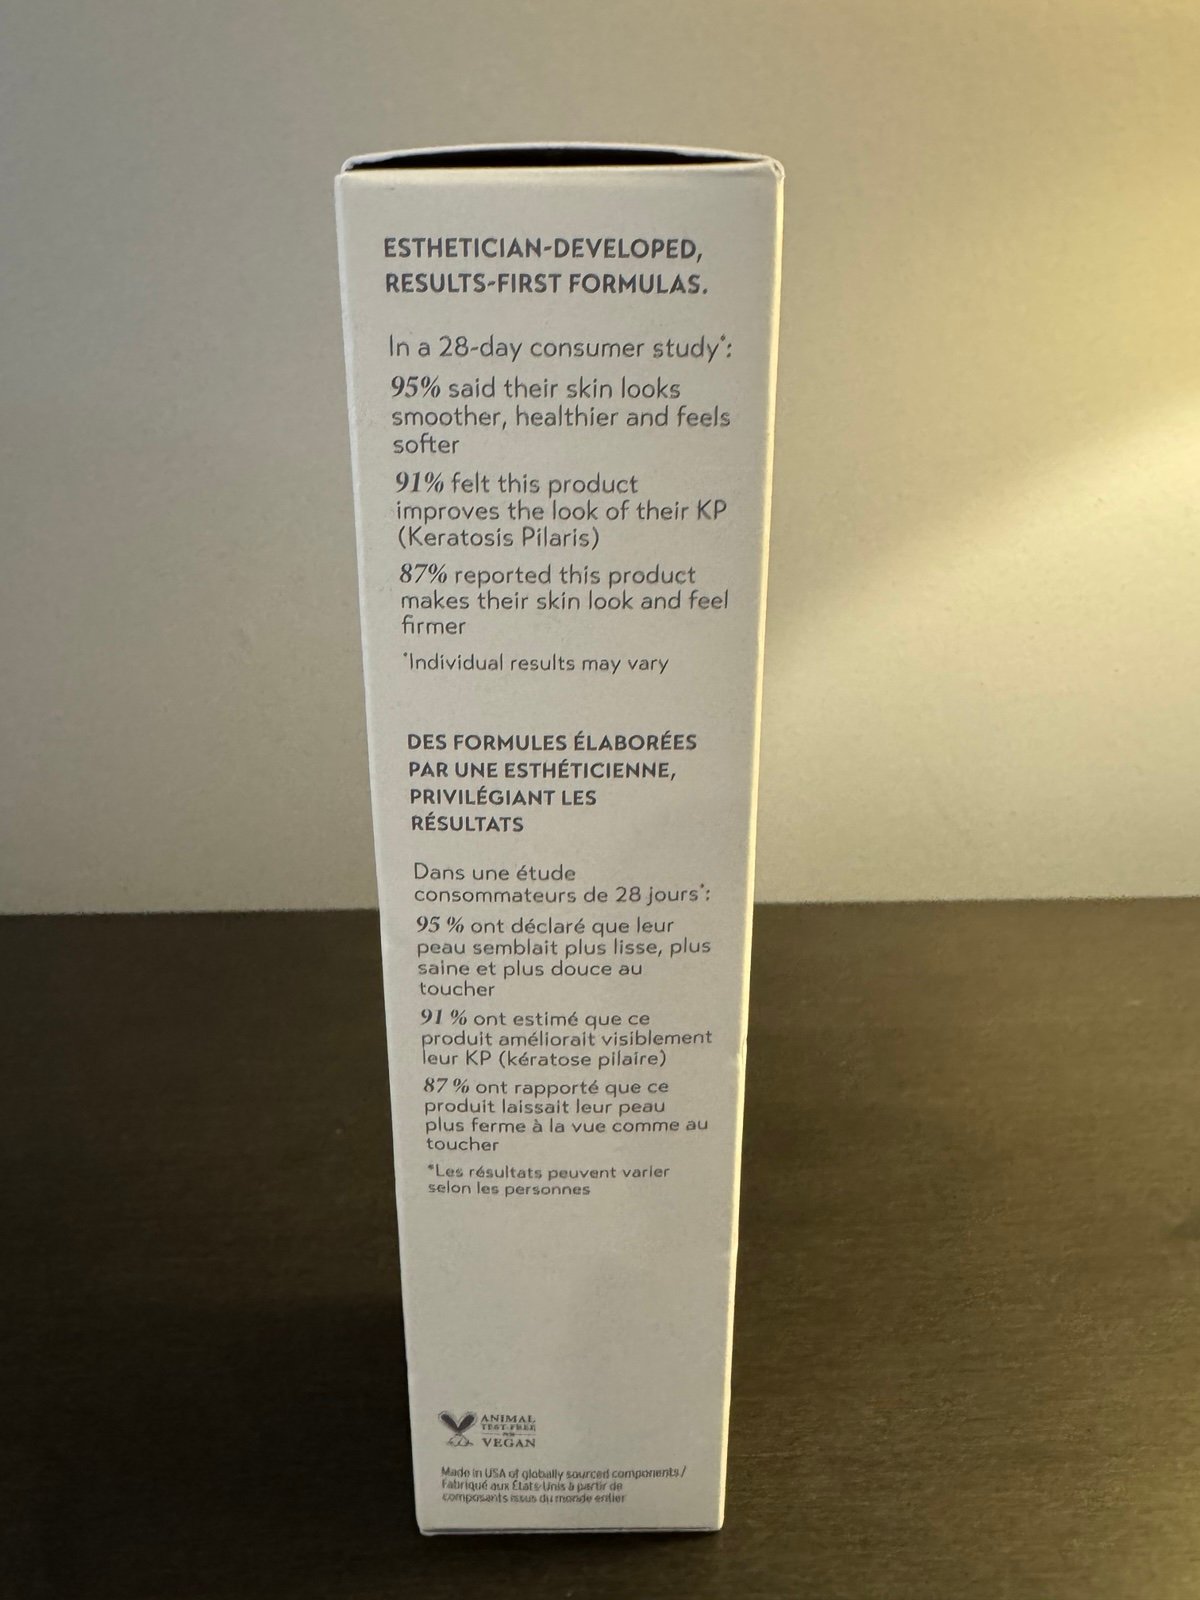 ESTHETICIAN-DEVELOPED,
RESULTS-FIRST FORMULAS.
In a 28-day consumer study*:
95% said their skin looks
smoother, healthier and feels
softer
91% felt this product
improves the look of their KP
(Keratosis Pilaris)
87% reported this product
makes their skin look and feel
firmer
*Individual results may vary
DES FORMULES ÉLABORÉES
PAR UNE ESTHÉTICIENNE,
PRIVILÉGIANT LES
RÉSULTATS
Dans une étude
consommateurs de 28 jours*:
95 % ont déclaré que leur
peau semblait plus lisse, plus
saine et plus douce au
toucher
91 % ont estimé que ce
produit améliorait visiblement
leur KP (kératose pilaire)
87 % ont rapporté que ce
produit laissait leur peau
plus ferme à la vue comme au
toucher
*Les résultats peuvent varier
selon les personnes
ANIMAL
TEST-FREE
VEGAN
Made in USA of globally sourced components/
Fabriqué aux États-Unis à partir de
composants issus du monde entier